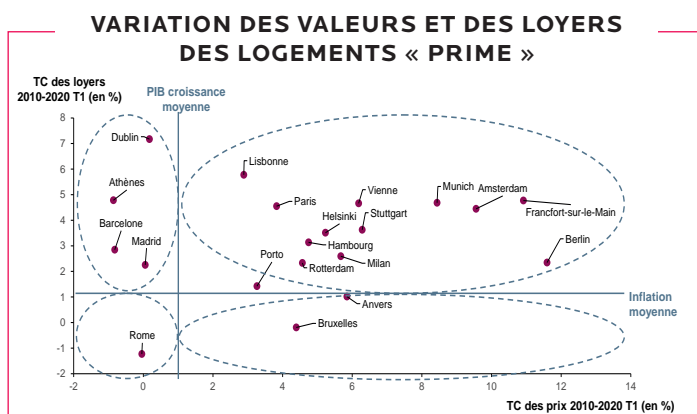 VARIATION DES VALEURS ET DES LOYERS
DES LOGEMENTS « PRIME »
TC des loyers
2010-2020 T1 (en %)
PIB croissance
moyenne
8
7
6
5
4
3
2
1
0
-1
-2
Dublin
Athènes
Barcelone
Madrid
Rome
Lisbonne
Paris
Helsinki
Vienne
Stuttgart
Hambourg
Milan
Rotterdam
Porto
Munich
Amsterdam
Francfort-sur-le-Main
Berlin
Anvers
Bruxelles
Inflation
moyenne
-2
0
2
4
6
8
10
12
14
TC des prix 2010-2020 T1 (en %)